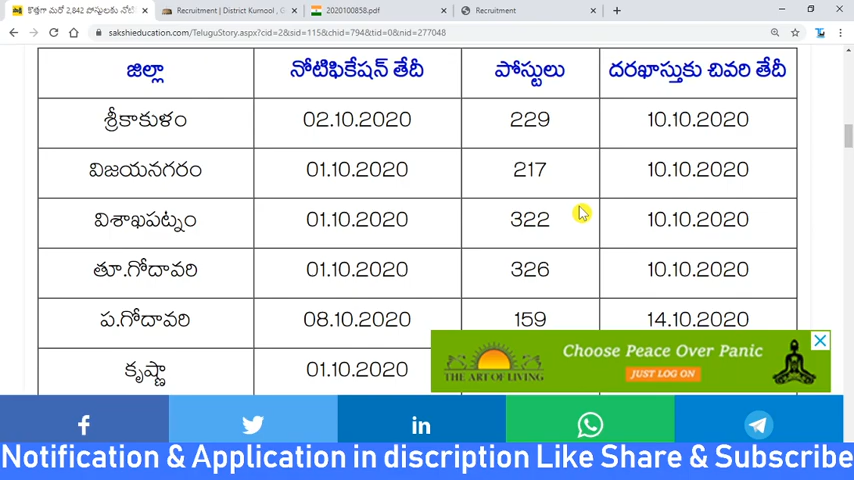 కొత్తగా మరో 2,842 పోస్టులకు నోటి
Recruitment | District Kurnool , G
2020100858.pdf
Recruitment
sakshieducation.com/TeluguStory.aspx?cid=2&sid=115&chid=794&tid=0&nid=277048
జిల్లా నోటిఫికేషన్ తేదీ పోస్టులు దరఖాస్తుకు చివరి తేదీ
శ్రీకాకుళం 02.10.2020 229 10.10.2020
విజయనగరం 01.10.2020 217 10.10.2020
విశాఖపట్నం 01.10.2020 322 10.10.2020
తూ.గోదావరి 01.10.2020 326 10.10.2020
ప.గోదావరి 08.10.2020 159 14.10.2020
కృష్ణా 01.10.2020
THE ART OF LIVING
Choose Peace Over Panic
JUST LOG ON
Notification & Application in discription Like Share & Subscribe